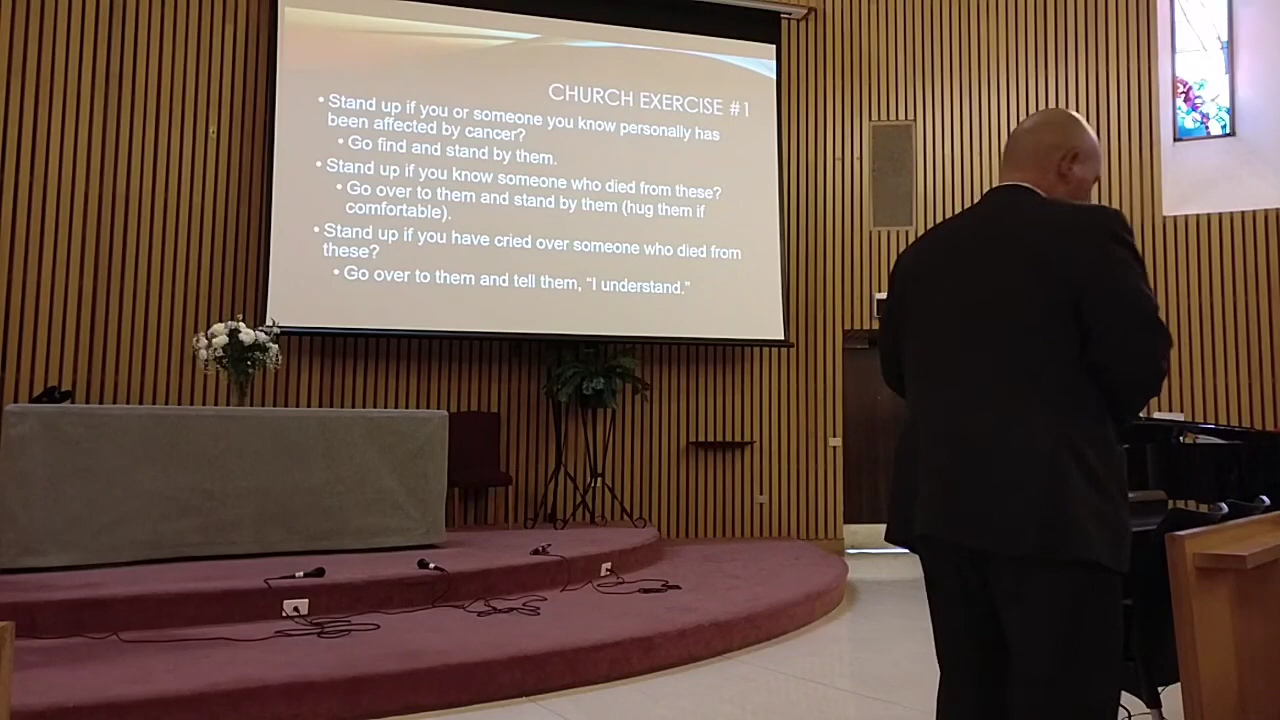 CHURCH EXERCISE #1
• Stand up if you or someone you know personally has
been affected by cancer?
• Go find and stand by them.
• Stand up if you know someone who died from these?
• Go over to them and stand by them (hug them if
comfortable).
• Stand up if you have cried over someone who died from
these?
• Go over to them and tell them, “I understand.”